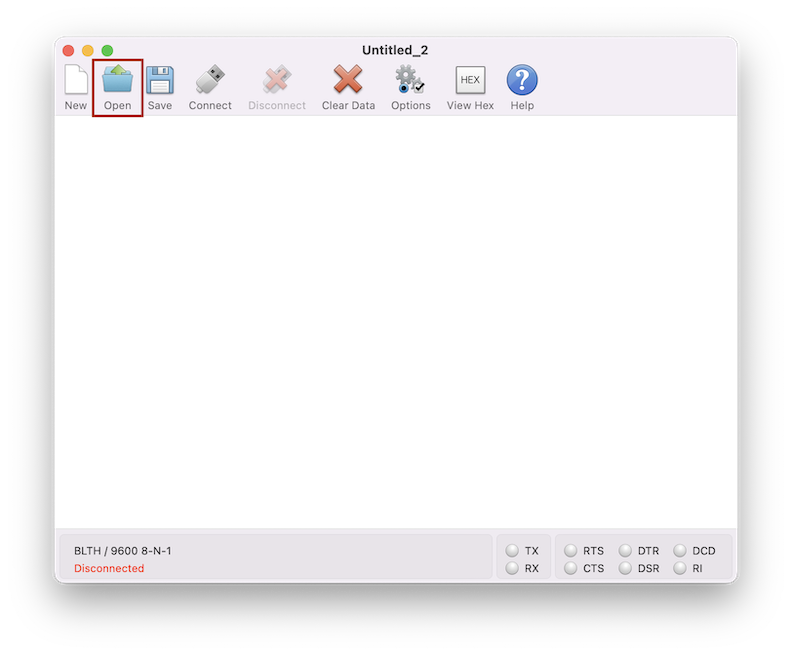 Untitled_2
HEX
New Open Save Connect Disconnect Clear Data Options View Hex Help
BLTH / 9600 8-N-1
Disconnected
TX RTS DTR DCD
RX CTS DSR RI